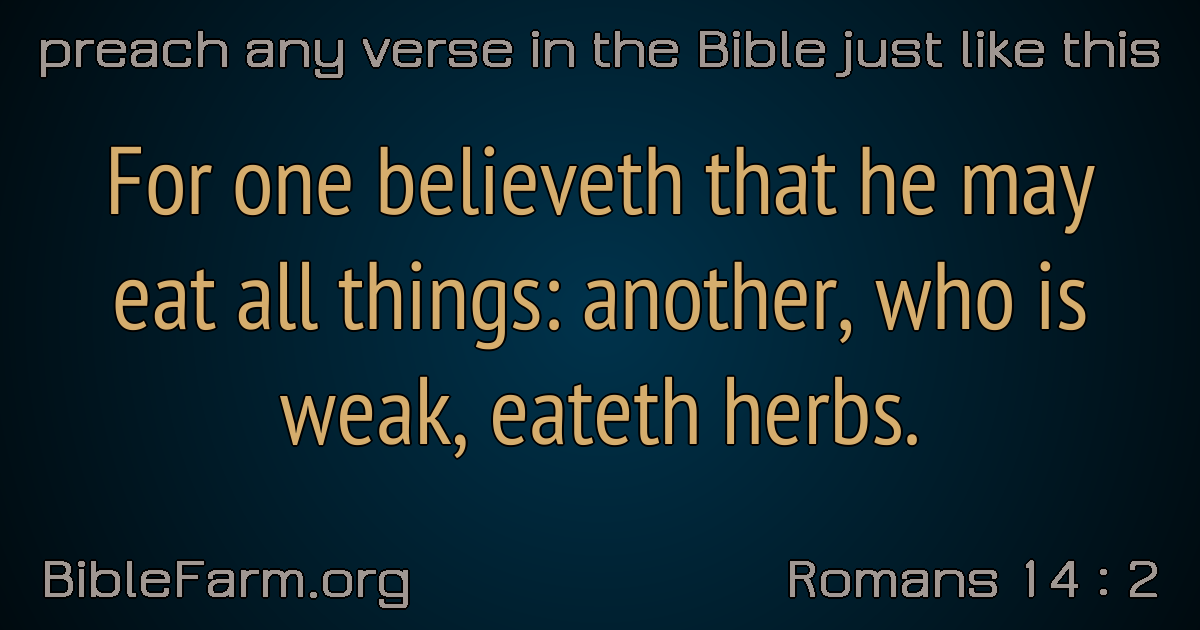 preach any verse in the Bible just like this
For one believeth that he may
eat all things: another, who is
weak, eateth herbs.
BibleFarm.org
Romans 14 : 2